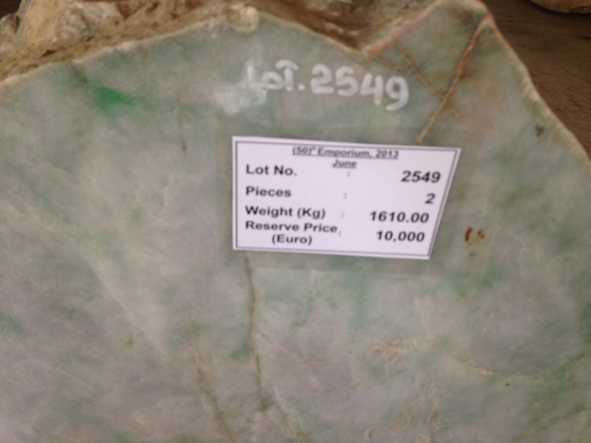 LOT.2549
(50)th Emporium, 2013
June
Lot No. : 2549
Pieces : 2
Weight (Kg) : 1610.00
Reserve Price : 10,000
(Euro)